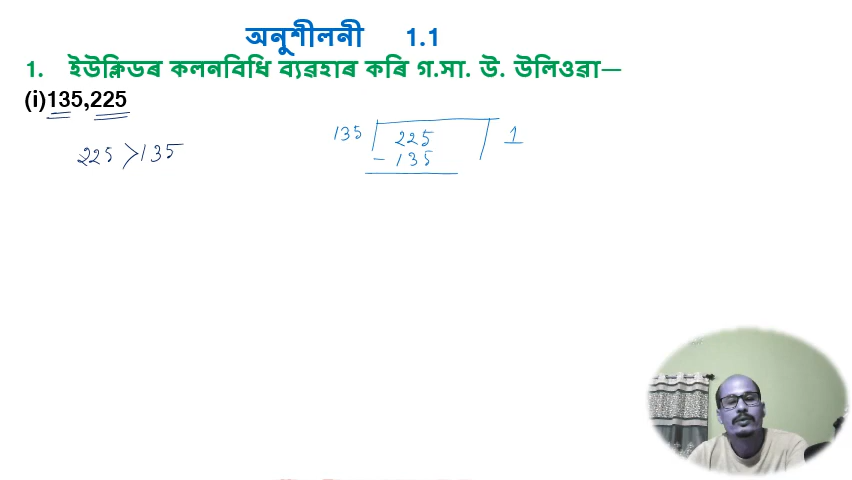 অনুশীলনী 1.1
1. ইউক্লিডৰ কলনবিধি ব্যৱহাৰ কৰি গ.সা. উ. উলিওৱা—
(i)135,225
225 >135
135 225 1
- 135